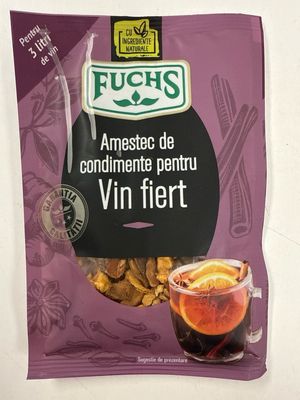 Pentru
3 litri
de vin
CU
INGREDIENTE
NATURALE
FUCHS
Amestec de
condimente pentru
Vin fiert
GARANȚIA
CALITĂȚII
Sugestie de prezentare